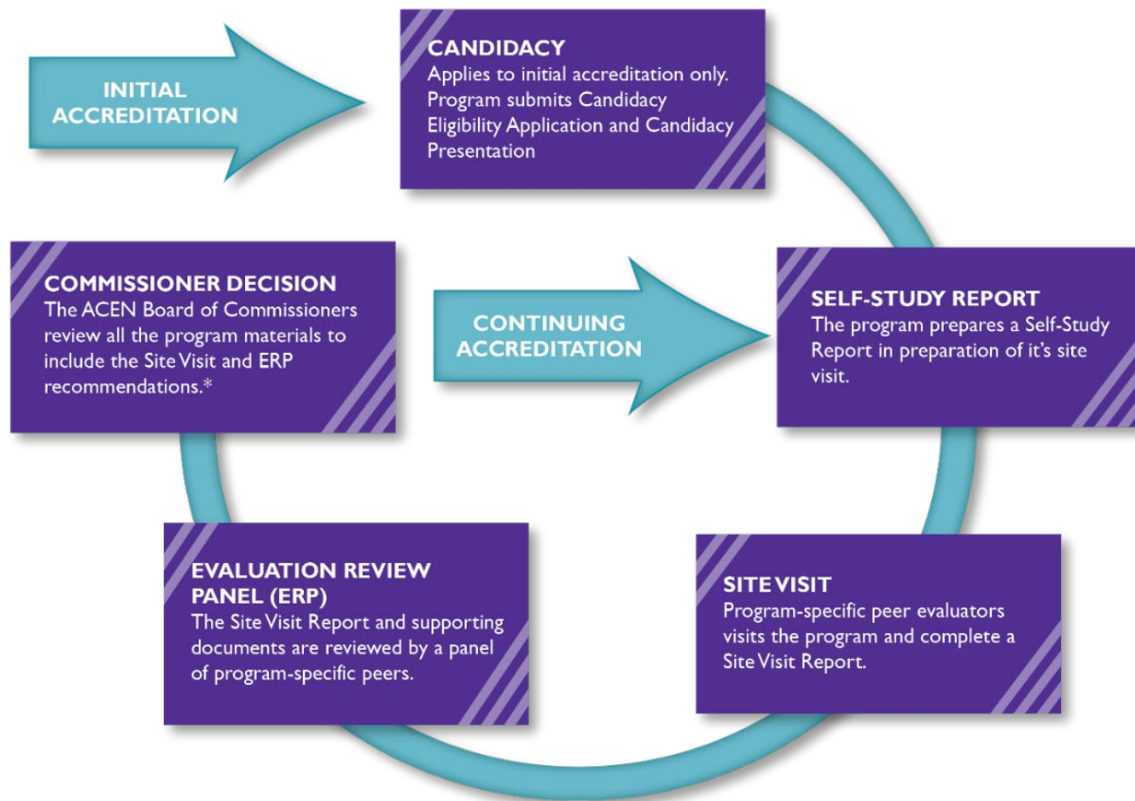 INITIAL
ACCREDITATION
CANDIDACY
Applies to initial accreditation only.
Program submits Candidacy
Eligibility Application and Candidacy
Presentation
COMMISSIONER DECISION
The ACEN Board of Commissioners
review all the program materials to
include the Site Visit and ERP
recommendations.*
CONTINUING
ACCREDITATION
SELF-STUDY REPORT
The program prepares a Self-Study
Report in preparation of it's site
visit.
EVALUATION REVIEW
PANEL (ERP)
The Site Visit Report and supporting
documents are reviewed by a panel
of program-specific peers.
SITE VISIT
Program-specific peer evaluators
visits the program and complete a
Site Visit Report.